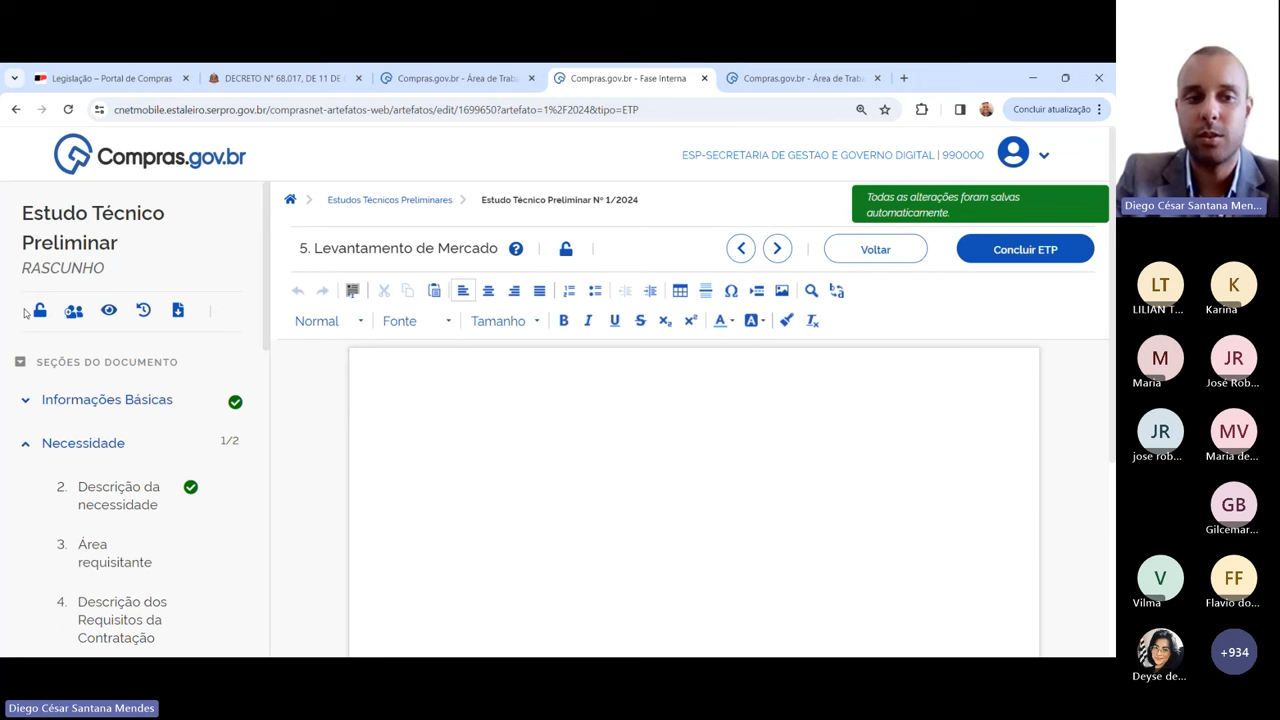 Legislação – Portal de Compras
DECRETO N° 68.017, DE 11 DE
Compras.gov.br - Área de Trab
Compras.gov.br - Fase Interna
Compras.gov.br - Área de Trab
cnetmobile.estaleiro.serpro.gov.br/comprasnet-artefatos-web/artefatos/edit/1699650?artefato=1%2F2024&tipo=ETP
Concluir atualização
Compras.gov.br
ESP-SECRETARIA DE GESTAO E GOVERNO DIGITAL | 990000
Estudo Técnico
Preliminar
RASCUNHO
SEÇÕES DO DOCUMENTO
Informações Básicas
Necessidade
1/2
2. Descrição da
necessidade
3. Área
requisitante
4. Descrição dos
Requisitos da
Contratação
Estudos Técnicos Preliminares
Estudo Técnico Preliminar Nº 1/2024
Todas as alterações foram salvas
automaticamente.
5. Levantamento de Mercado
Voltar
Concluir ETP
Normal
Fonte
Tamanho
B I U S x₂ x² A A Tx
Diego César Santana Men...
LT
LILIAN T...
K
Karina
M
Maria
JR
José Rob...
JR
jose rob...
MV
Maria de...
GB
Gilcemar...
V
Vilma
FF
Flavio do...
Deyse de...
+934
Diego César Santana Mendes